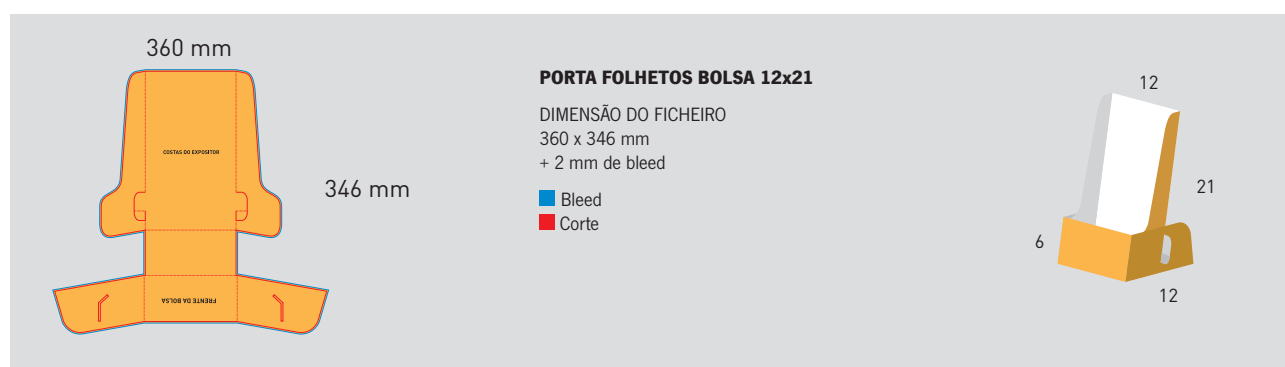 360 mm
COSTAS DO EXPOSITOR
346 mm
FRENTE DA BOLSA
PORTA FOLHETOS BOLSA 12x21
DIMENSÃO DO FICHEIRO
360 x 346 mm
+ 2 mm de bleed
Bleed
Corte
12
21
6
12